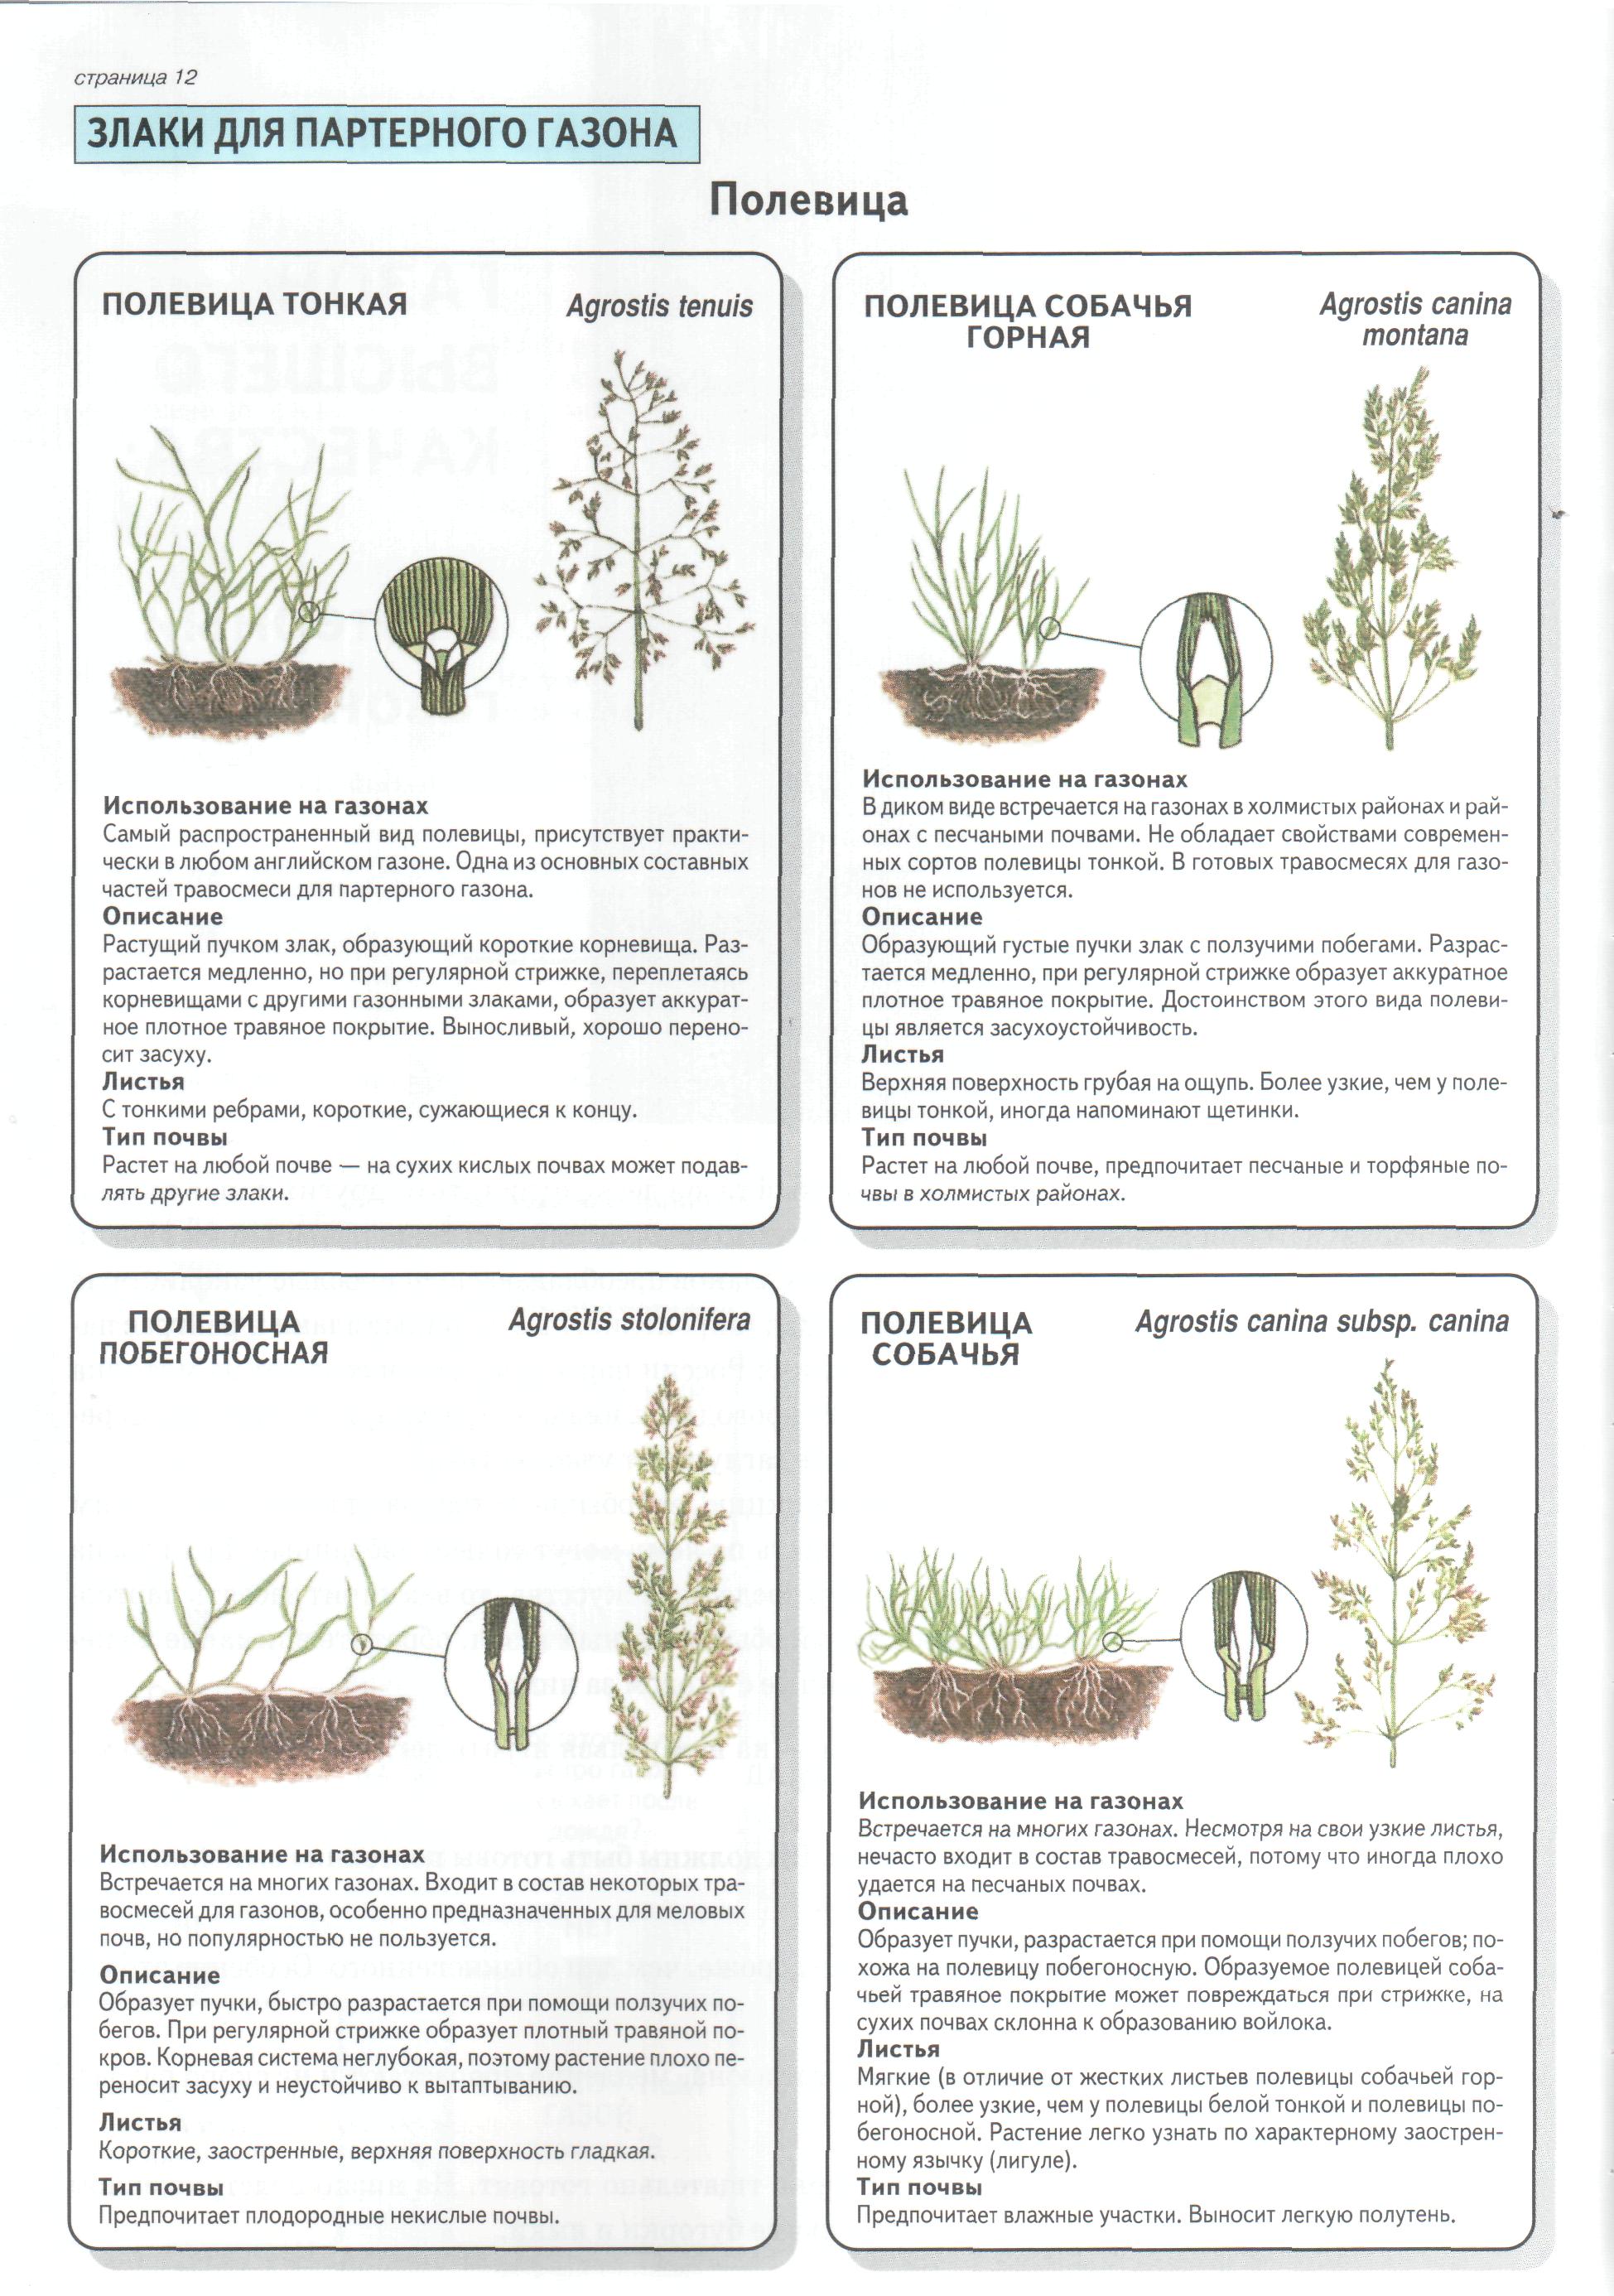 страница 12
ЗЛАКИ ДЛЯ ПАРТЕРНОГО ГАЗОНА
Полевица
ПОЛЕВИЦА ТОНКАЯ
Agrostis tenuis
Использование на газонах
Самый распространенный вид полевицы, присутствует практи-
чески в любом английском газоне. Одна из основных составных
частей травосмеси для партерного газона.
Описание
Растущий пучком злак, образующий короткие корневища. Раз-
растается медленно, но при регулярной стрижке, переплетаясь
корневищами с другими газонными злаками, образует аккурат-
ное плотное травяное покрытие. Выносливый, хорошо перено-
сит засуху.
Листья
С тонкими ребрами, короткие, сужающиеся к концу.
Тип почвы
Растет на любой почве — на сухих кислых почвах может подав-
лять другие злаки.
ПОЛЕВИЦА СОБАЧЬЯ
ГОРНАЯ
Agrostis canina
montana
Использование на газонах
В диком виде встречается на газонах в холмистых районах и рай-
онах с песчаными почвами. Не обладает свойствами современ-
ных сортов полевицы тонкой. В готовых травосмесях для газо-
нов не используется.
Описание
Образующий густые пучки злак с ползучими побегами. Разрас-
тается медленно, при регулярной стрижке образует аккуратное
плотное травяное покрытие. Достоинством этого вида полеви-
цы является засухоустойчивость.
Листья
Верхняя поверхность грубая на ощупь. Более узкие, чем у поле-
вицы тонкой, иногда напоминают щетинки.
Тип почвы
Растет на любой почве, предпочитает песчаные и торфяные по-
чвы в холмистых районах.
ПОЛЕВИЦА
ПОБЕГОНОСНАЯ
Agrostis stolonifera
Использование на газонах
Встречается на многих газонах. Входит в состав некоторых тра-
восмесей для газонов, особенно предназначенных для меловых
почв, но популярностью не пользуется.
Описание
Образует пучки, быстро разрастается при помощи ползучих по-
бегов. При регулярной стрижке образует плотный травяной по-
кров. Корневая система неглубокая, поэтому растение плохо пе-
реносит засуху и неустойчиво к вытаптыванию.
Листья
Короткие, заостренные, верхняя поверхность гладкая.
Тип почвы
Предпочитает плодородные некислые почвы.
ПОЛЕВИЦА
СОБАЧЬЯ
Agrostis canina subsp. canina
Использование на газонах
Встречается на многих газонах. Несмотря на свои узкие листья,
нечасто входит в состав травосмесей, потому что иногда плохо
удается на песчаных почвах.
Описание
Образует пучки, разрастается при помощи ползучих побегов; по-
хожа на полевицу побегоносную. Образуемое полевицей соба-
чьей травяное покрытие может повреждаться при стрижке, на
сухих почвах склонна к образованию войлока.
Листья
Мягкие (в отличие от жестких листьев полевицы собачьей гор-
ной), более узкие, чем у полевицы белой тонкой и полевицы по-
бегоносной. Растение легко узнать по характерному заострен-
ному язычку (лигуле).
Тип почвы
Предпочитает влажные участки. Выносит легкую полутень.